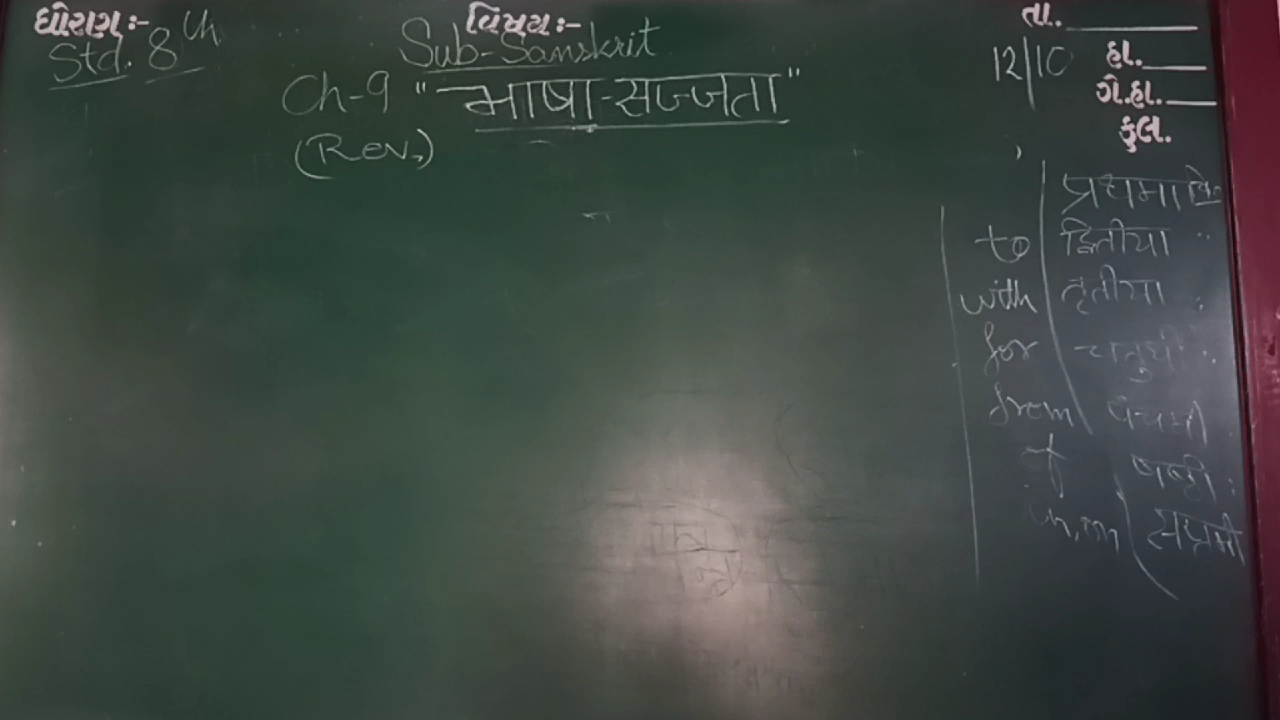 ધોરણ:- વિષય:- તા.
Std. 8th Sub-Sanskrit 12/10 હા.
Ch-9 "भाषा-सज्जता" ગે.હા.
(Rev.) કુલ.
प्रथमा वि
to द्वितीया "
with तृतीया
for चतुर्थी
from पंचमी
of षष्ठी
in, on सप्तमी